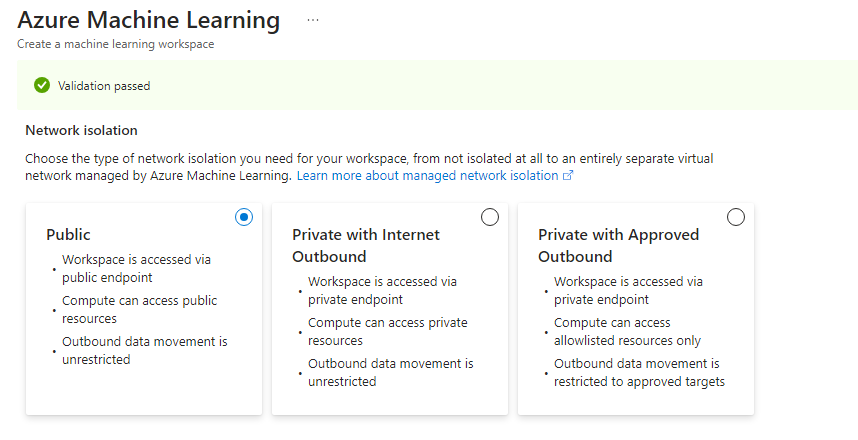 Azure Machine Learning ...
Create a machine learning workspace
Validation passed
Network isolation
Choose the type of network isolation you need for your workspace, from not isolated at all to an entirely separate virtual
network managed by Azure Machine Learning. Learn more about managed network isolation
Public
• Workspace is accessed via
public endpoint
• Compute can access public
resources
• Outbound data movement is
unrestricted
Private with Internet
Outbound
• Workspace is accessed via
private endpoint
• Compute can access private
resources
• Outbound data movement is
unrestricted
Private with Approved
Outbound
• Workspace is accessed via
private endpoint
• Compute can access
allowlisted resources only
• Outbound data movement is
restricted to approved targets